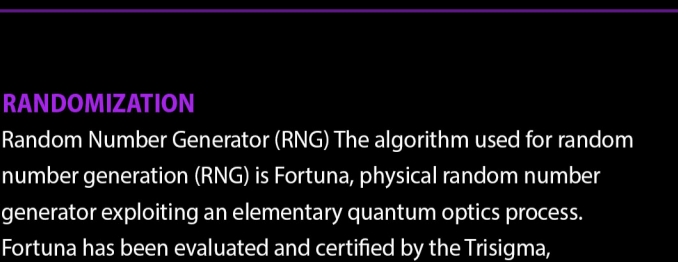 RANDOMIZATION
Random Number Generator (RNG) The algorithm used for random
number generation (RNG) is Fortuna, physical random number
generator exploiting an elementary quantum optics process.
Fortuna has been evaluated and certified by the Trisigma,